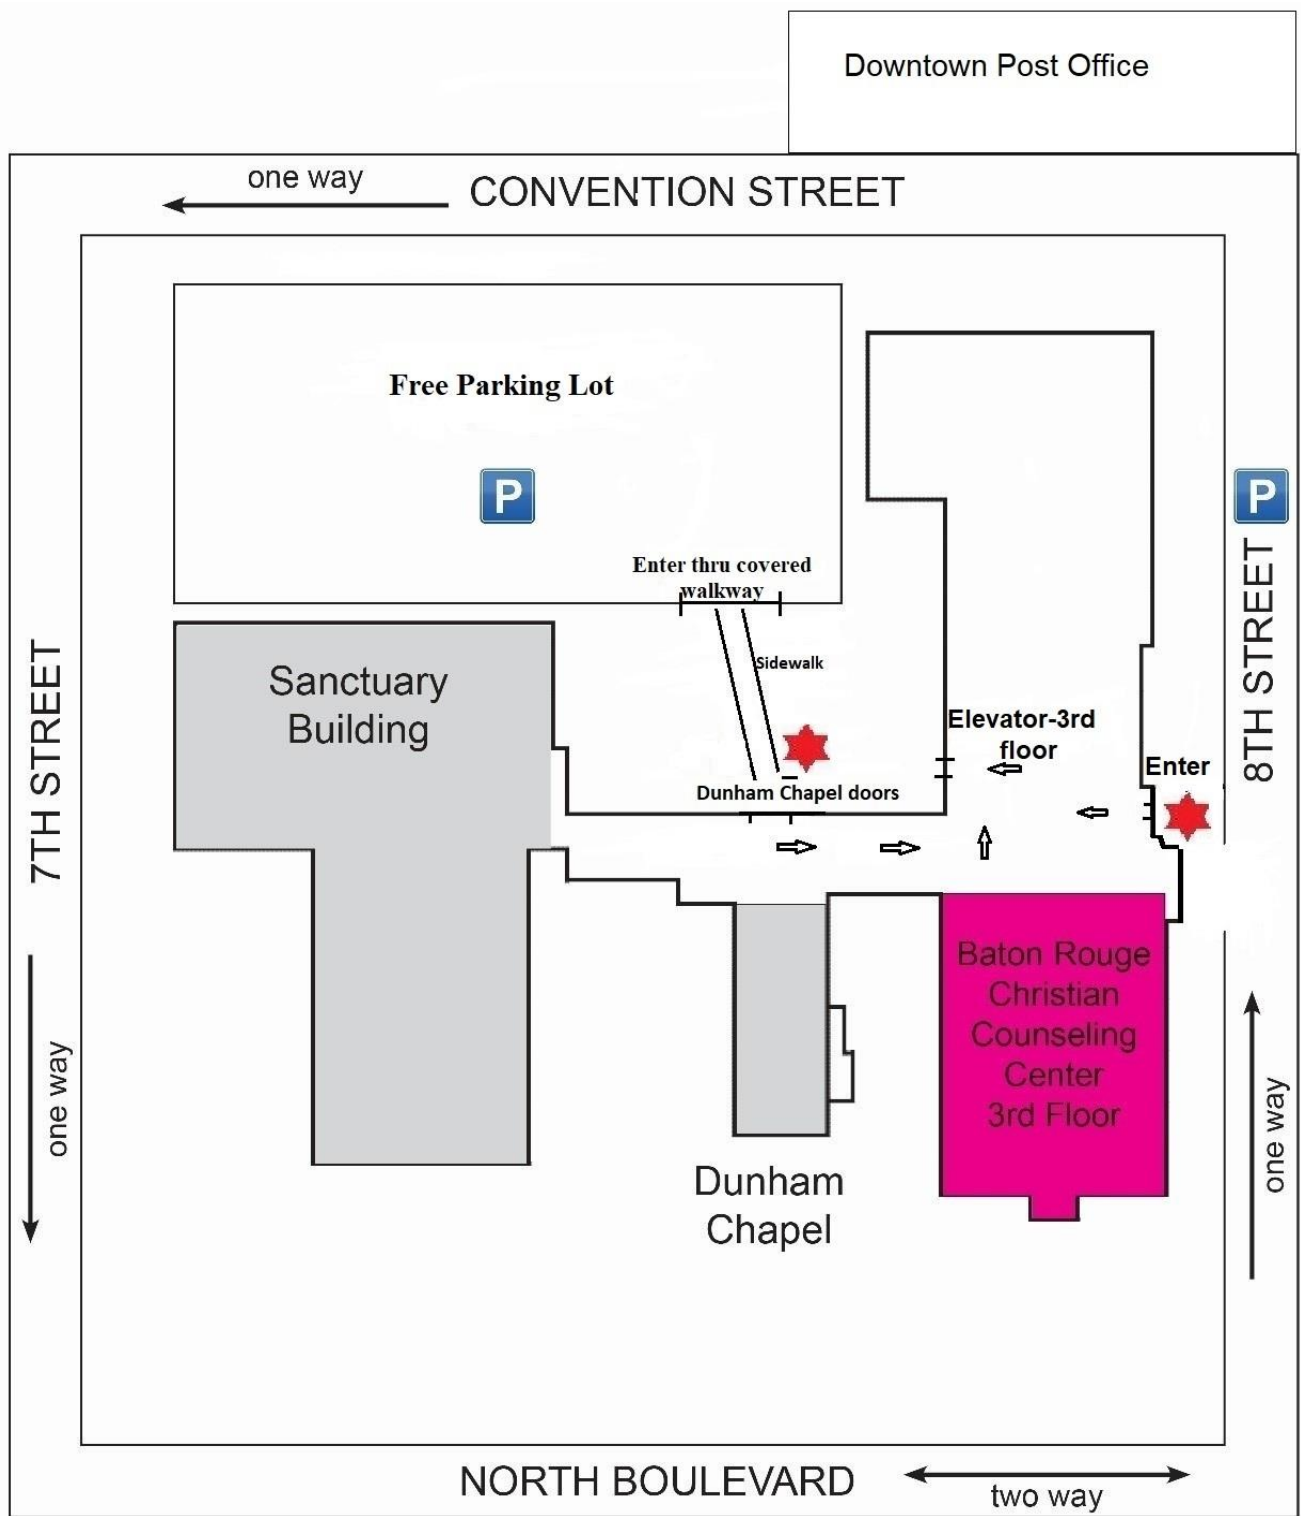 Downtown Post Office
one way
CONVENTION STREET
Free Parking Lot
P
P
Enter thru covered
walkway
Sidewalk
Sanctuary
Building
7TH STREET
8TH STREET
Elevator-3rd
floor
Enter
Dunham Chapel doors
Baton Rouge
Christian
Counseling
Center
3rd Floor
one way
one way
Dunham
Chapel
NORTH BOULEVARD
two way